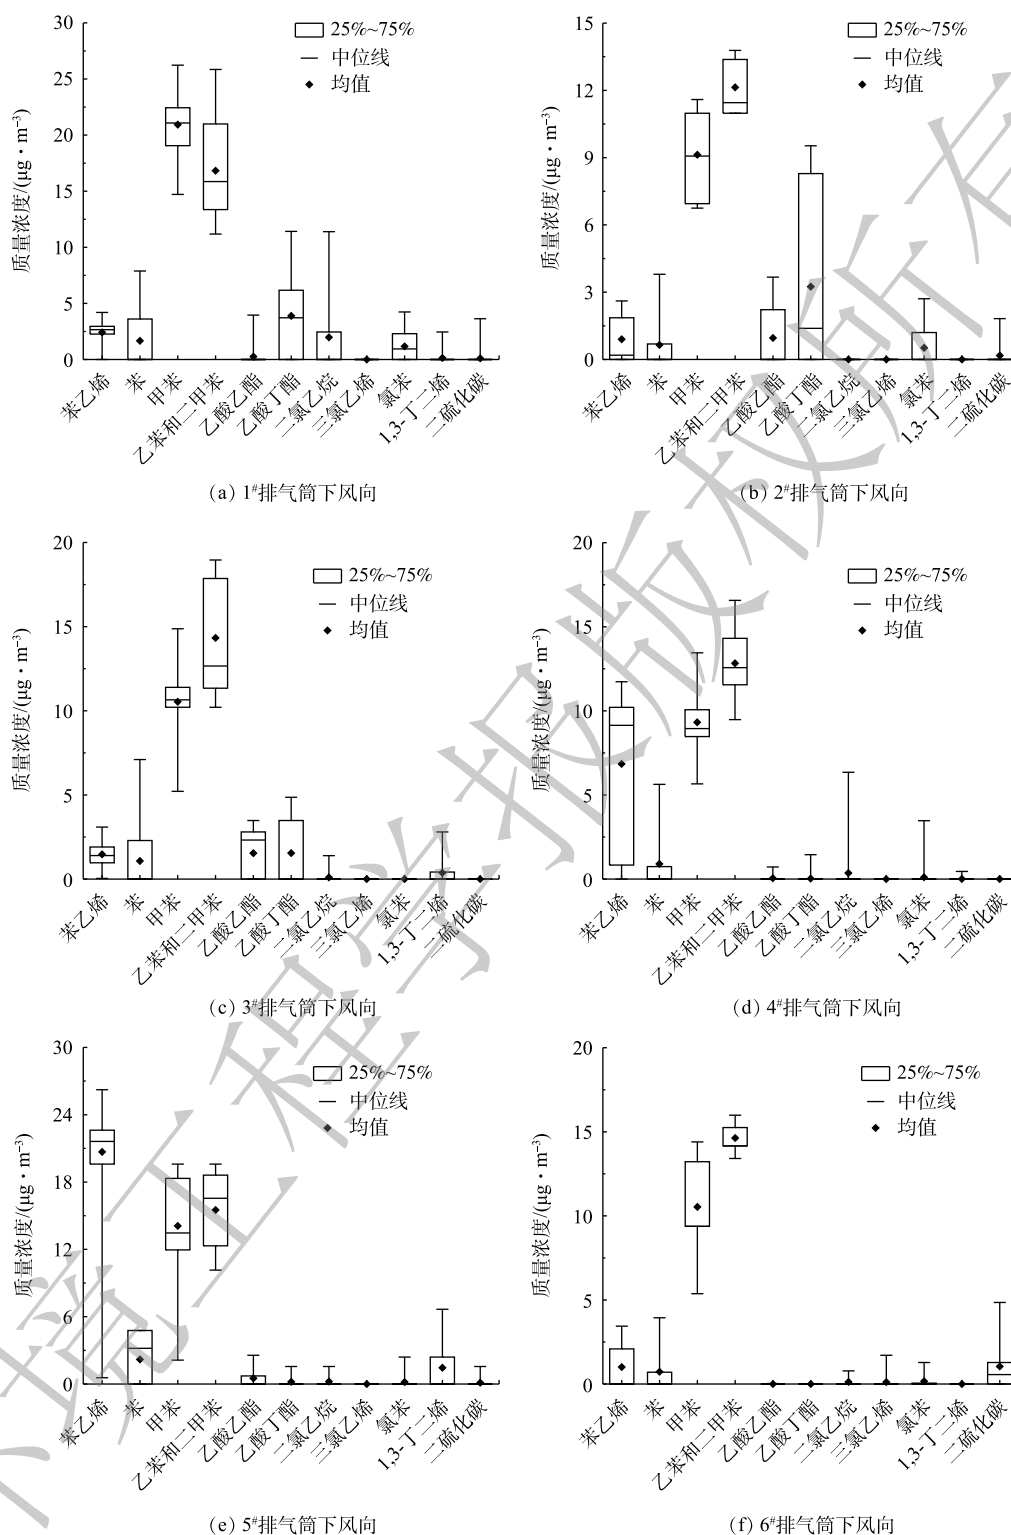 30
25
20
15
10
5
0
质量浓度/(μg·m⁻³)
25%~75%
中位线
均值
苯乙烯
苯
甲苯
乙苯和二甲苯
乙酸乙酯
乙酸丁酯
二氯乙烷
三氯乙烯
氯苯
1,3-丁二烯
二硫化碳
(a) 1#排气筒下风向
15
12
9
6
3
0
质量浓度/(μg·m⁻³)
25%~75%
中位线
均值
苯乙烯
苯
甲苯
乙苯和二甲苯
乙酸乙酯
乙酸丁酯
二氯乙烷
三氯乙烯
氯苯
1,3-丁二烯
二硫化碳
(b) 2#排气筒下风向
20
15
10
5
0
质量浓度/(μg·m⁻³)
25%~75%
中位线
均值
苯乙烯
苯
甲苯
乙苯和二甲苯
乙酸乙酯
乙酸丁酯
二氯乙烷
三氯乙烯
氯苯
1,3-丁二烯
二硫化碳
(c) 3#排气筒下风向
20
15
10
5
0
质量浓度/(μg·m⁻³)
25%~75%
中位线
均值
苯乙烯
苯
甲苯
乙苯和二甲苯
乙酸乙酯
乙酸丁酯
二氯乙烷
三氯乙烯
氯苯
1,3-丁二烯
二硫化碳
(d) 4#排气筒下风向
30
24
18
12
6
0
质量浓度/(μg·m⁻³)
25%~75%
中位线
均值
苯乙烯
苯
甲苯
乙苯和二甲苯
乙酸乙酯
乙酸丁酯
二氯乙烷
三氯乙烯
氯苯
1,3-丁二烯
二硫化碳
(e) 5#排气筒下风向
20
15
10
5
0
质量浓度/(μg·m⁻³)
25%~75%
中位线
均值
苯乙烯
苯
甲苯
乙苯和二甲苯
乙酸乙酯
乙酸丁酯
二氯乙烷
三氯乙烯
氯苯
1,3-丁二烯
二硫化碳
(f) 6#排气筒下风向
环境工程学报版权所有